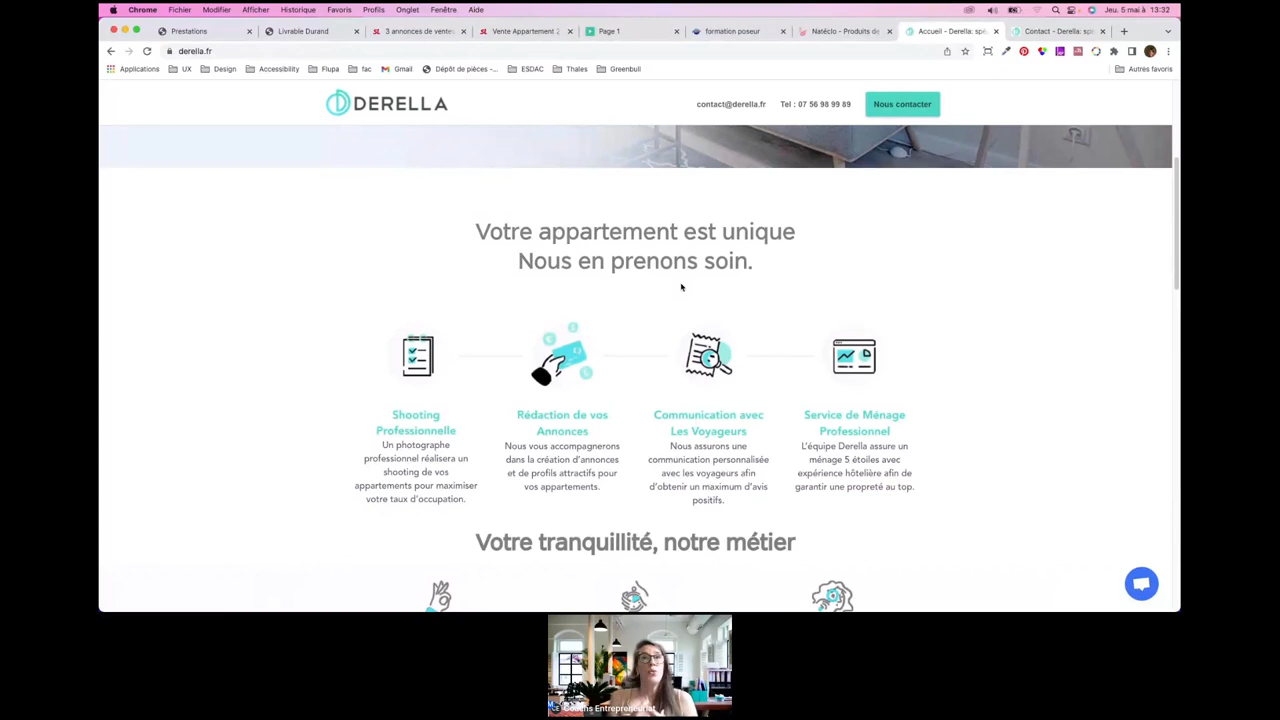 Chrome Fichier Modifier Afficher Historique Favoris Profils Onglet Fenêtre Aide Jeu. 5 mai à 13:32
Prestations Livrable Durand 3 annonces de ventes Vente Appartement 2 Page 1 formation poseur Natéclo - Produits de Accueil - Derella: spé Contact - Derella: spé
derella.fr
Applications UX Design Accessibility Flupa fac Gmail Dépôt de pièces -... ESDAC Thales Greenbull Autres favoris
DERELLA contact@derella.fr Tel : 07 56 98 99 89 Nous contacter
Votre appartement est unique
Nous en prenons soin.
Shooting
Professionnelle
Un photographe
professionnel réalisera un
shooting de vos
appartements pour maximiser
votre taux d'occupation.
Rédaction de vos
Annonces
Nous vous accompagnerons
dans la création d'annonces
et de profils attractifs pour
vos appartements.
Communication avec
Les Voyageurs
Nous assurons une
communication personnalisée
avec les voyageurs afin
d'obtenir un maximum d'avis
positifs.
Service de Ménage
Professionnel
L'équipe Derella assure un
ménage 5 étoiles avec
expérience hôtelière afin de
garantir une propreté au top.
Votre tranquillité, notre métier
Entrepreneuriat